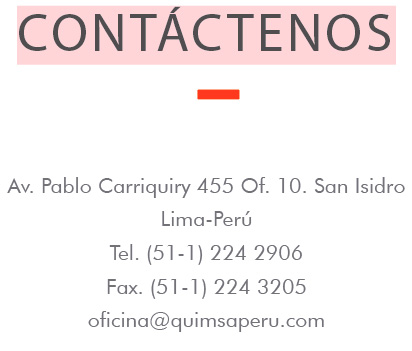 CONTÁCTENOS
Av. Pablo Carriquiry 455 Of. 10. San Isidro
Lima-Perú
Tel. (51-1) 224 2906
Fax. (51-1) 224 3205
oficina@quimsaperu.com